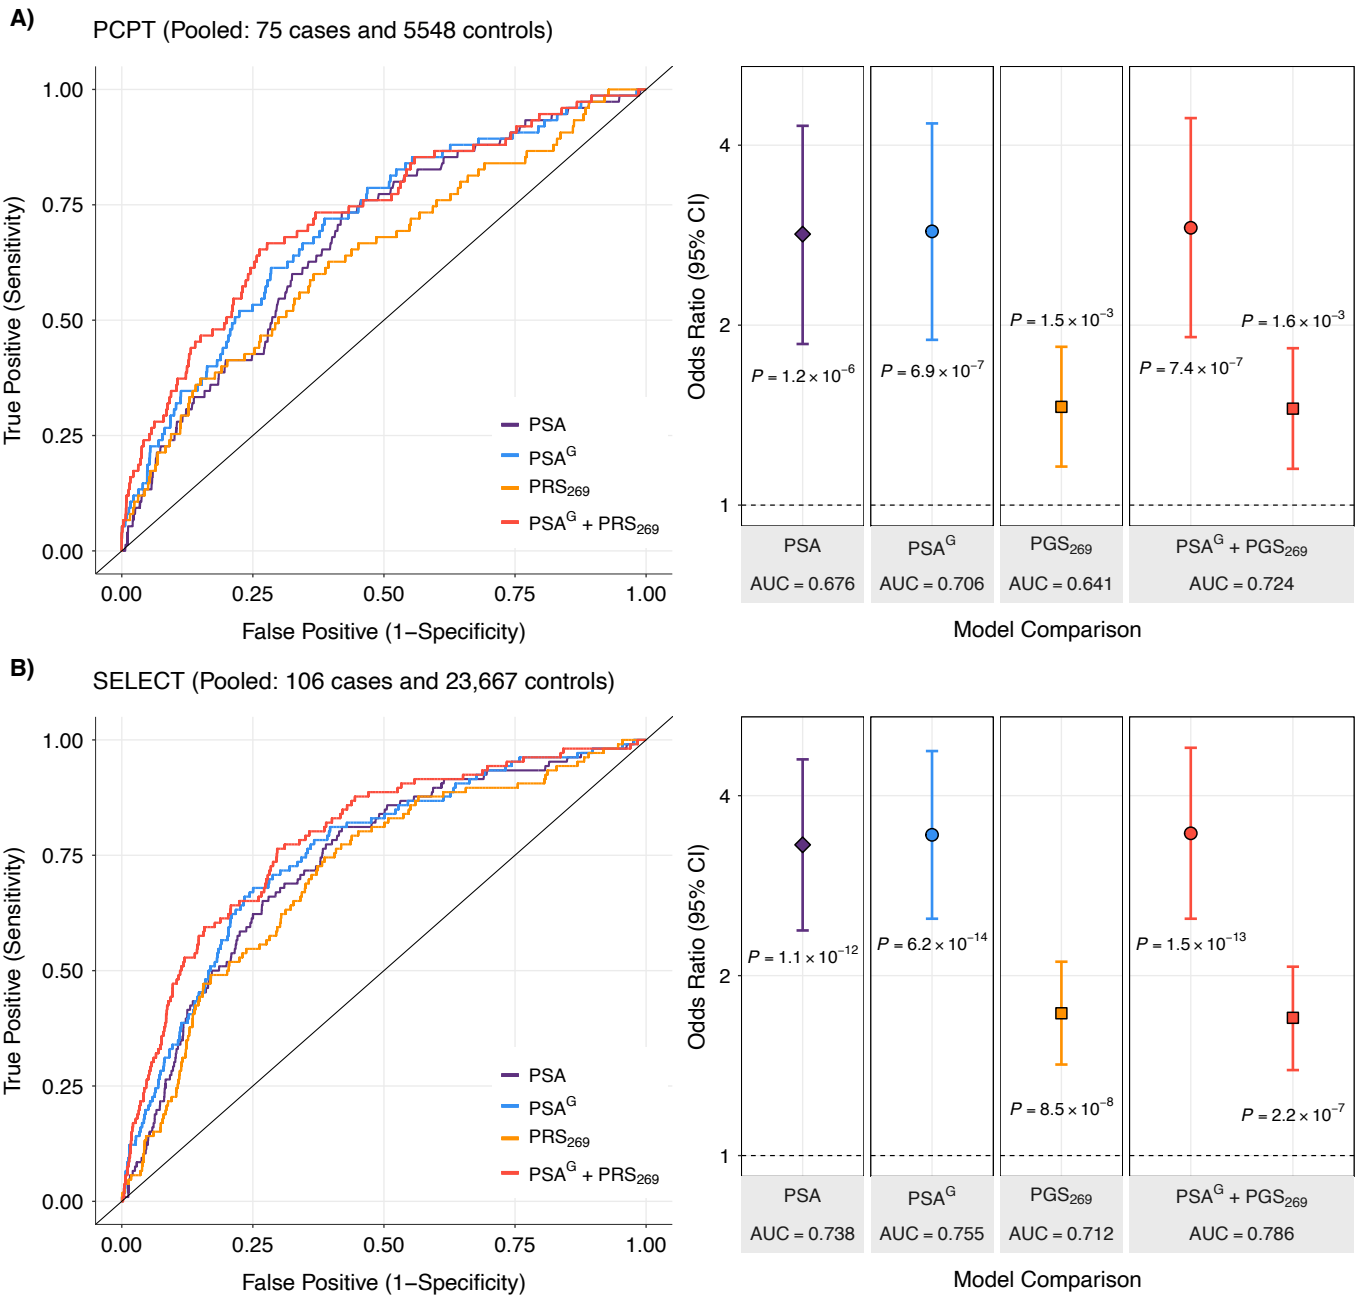 A)
PCPT (Pooled: 75 cases and 5548 controls)
True Positive (Sensitivity)
1.00
0.75
0.50
0.25
0.00
0.00 0.25 0.50 0.75 1.00
False Positive (1−Specificity)
PSA
PSA^G
PRS₂₆₉
PSA^G + PRS₂₆₉
Odds Ratio (95% CI)
4
2
1
P = 1.2 × 10⁻⁶
P = 6.9 × 10⁻⁷
P = 1.5 × 10⁻³
P = 7.4 × 10⁻⁷
P = 1.6 × 10⁻³
PSA PSA^G PGS₂₆₉ PSA^G + PGS₂₆₉
AUC = 0.676 AUC = 0.706 AUC = 0.641 AUC = 0.724
Model Comparison
B)
SELECT (Pooled: 106 cases and 23,667 controls)
True Positive (Sensitivity)
1.00
0.75
0.50
0.25
0.00
0.00 0.25 0.50 0.75 1.00
False Positive (1−Specificity)
PSA
PSA^G
PRS₂₆₉
PSA^G + PRS₂₆₉
Odds Ratio (95% CI)
4
2
1
P = 1.1 × 10⁻¹²
P = 6.2 × 10⁻¹⁴
P = 8.5 × 10⁻⁸
P = 1.5 × 10⁻¹³
P = 2.2 × 10⁻⁷
PSA PSA^G PGS₂₆₉ PSA^G + PGS₂₆₉
AUC = 0.738 AUC = 0.755 AUC = 0.712 AUC = 0.786
Model Comparison